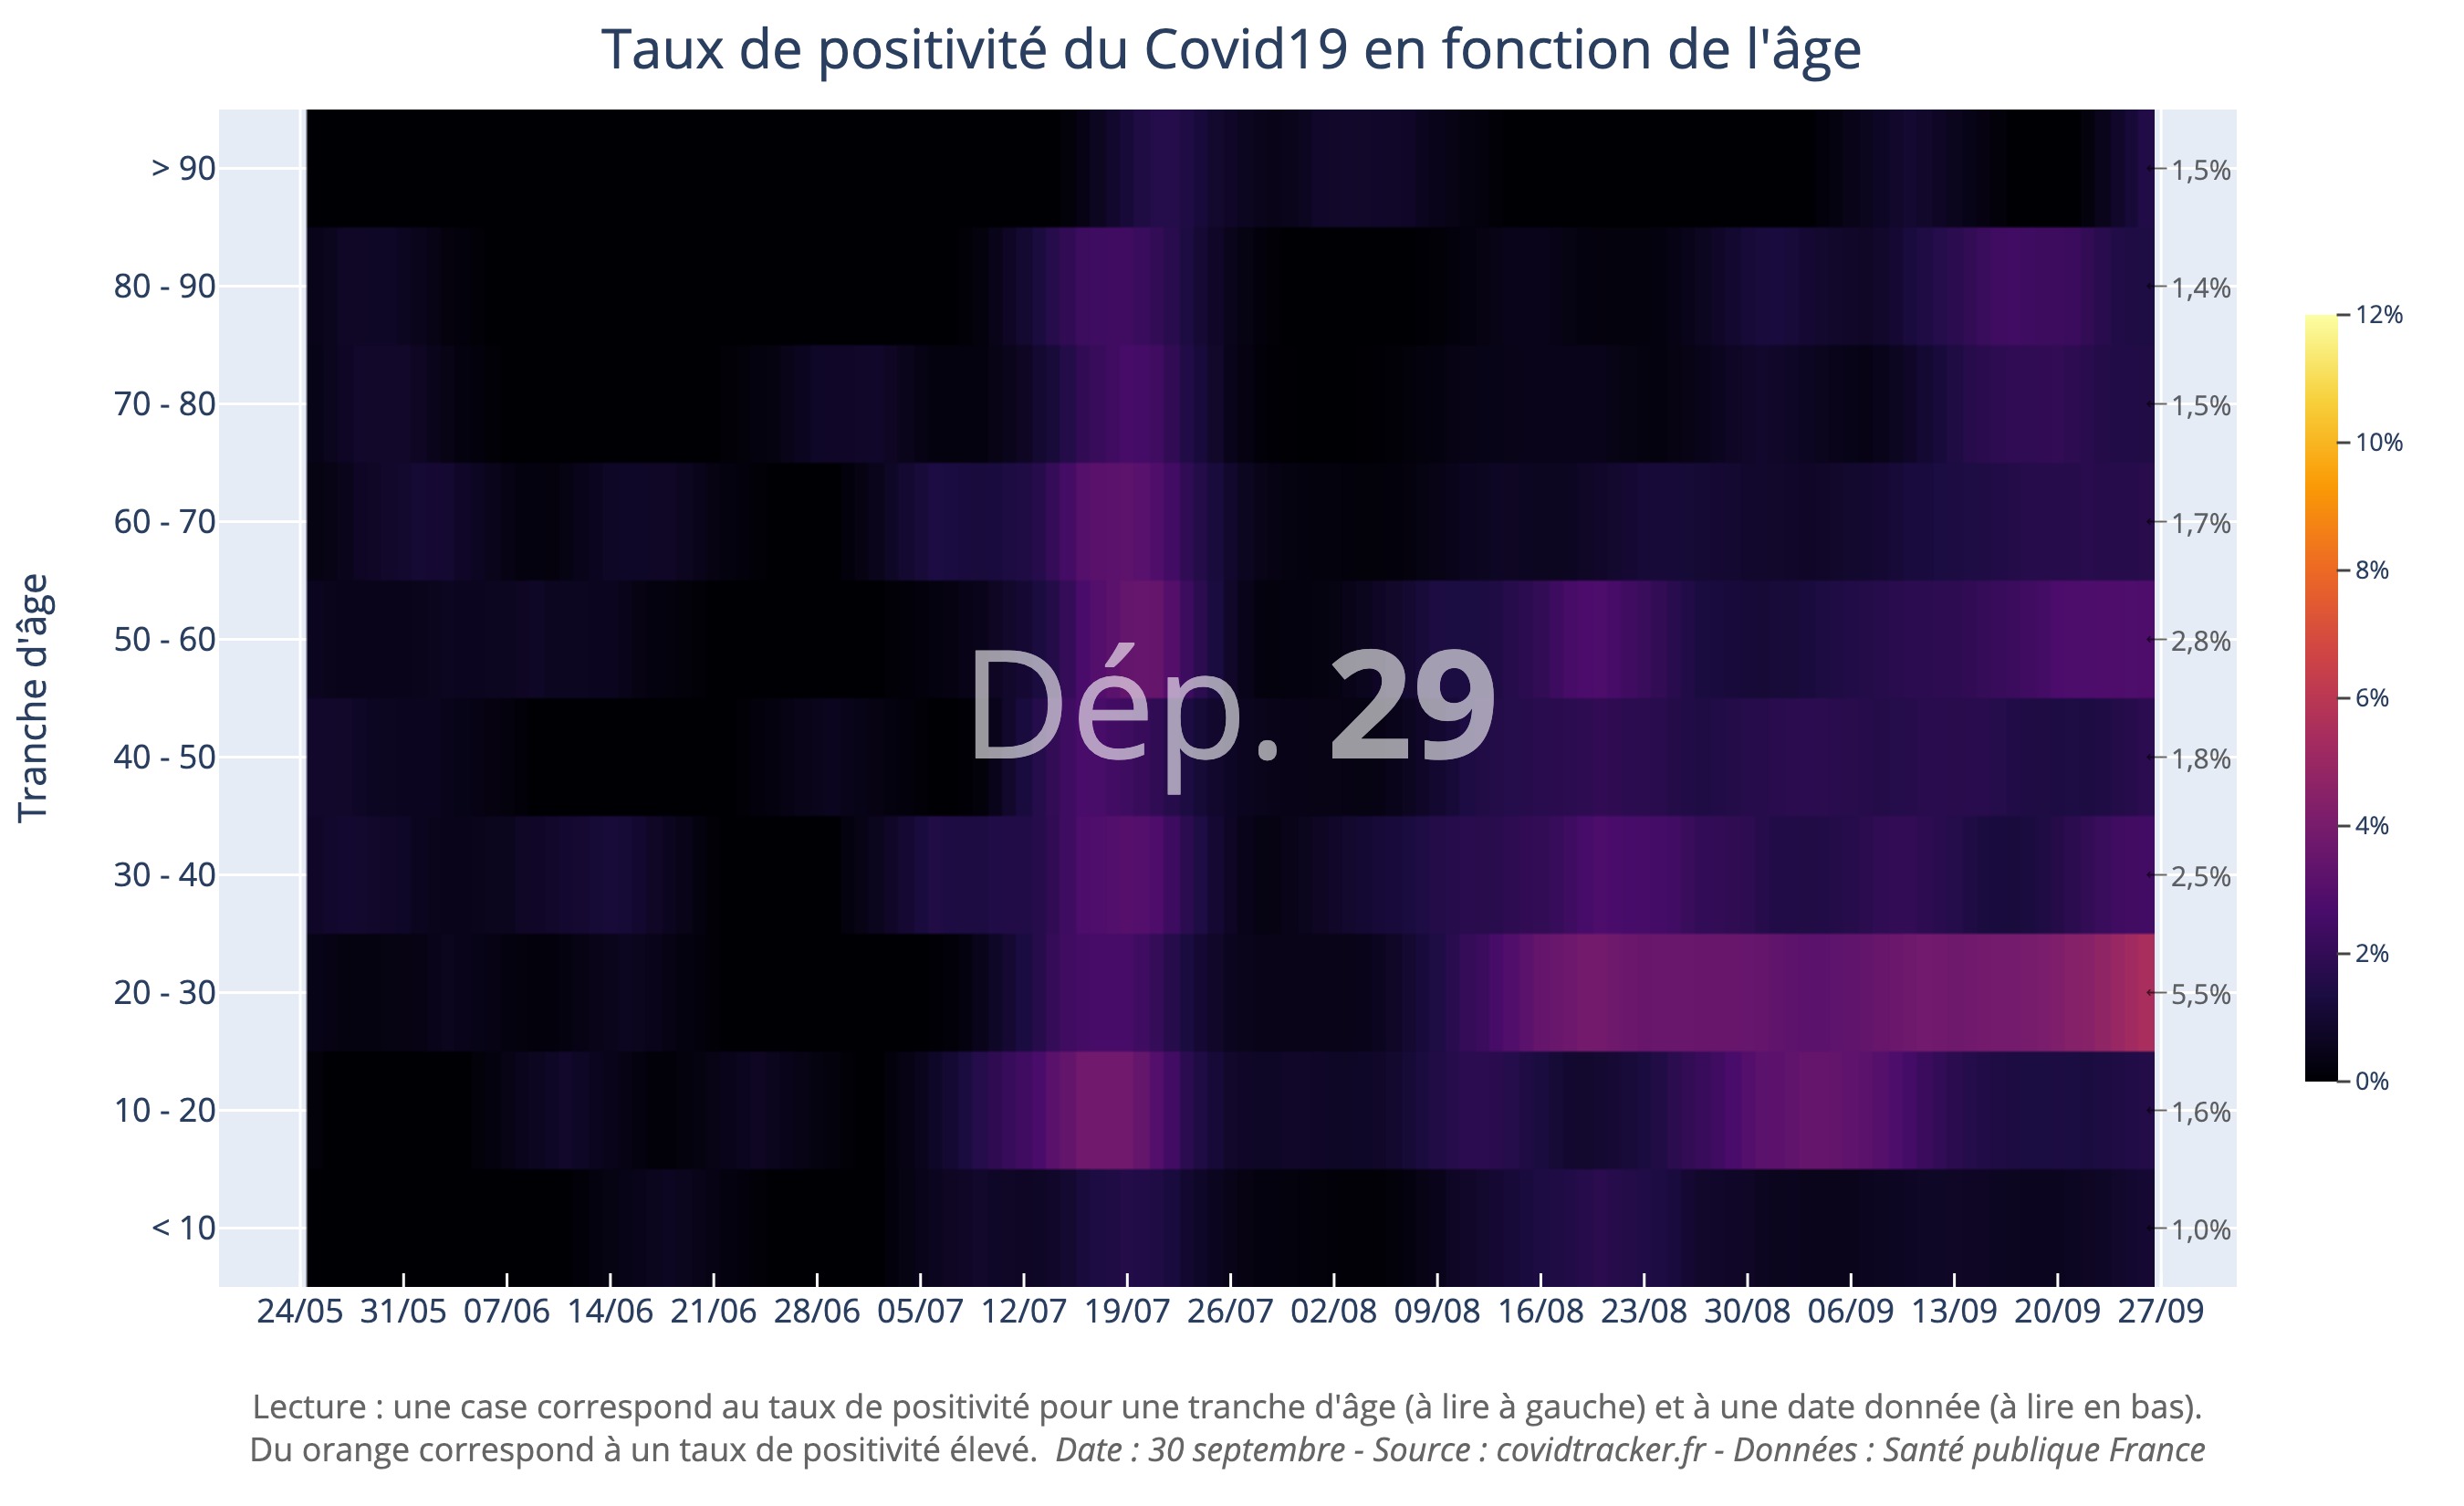 Taux de positivité du Covid19 en fonction de l'âge
Tranche d'âge
> 90
80 - 90
70 - 80
60 - 70
50 - 60
40 - 50
30 - 40
20 - 30
10 - 20
< 10
Dép. 29
1,5%
1,4%
1,5%
1,7%
2,8%
1,8%
2,5%
5,5%
1,6%
1,0%
12%
10%
8%
6%
4%
2%
0%
24/05 31/05 07/06 14/06 21/06 28/06 05/07 12/07 19/07 26/07 02/08 09/08 16/08 23/08 30/08 06/09 13/09 20/09 27/09
Lecture : une case correspond au taux de positivité pour une tranche d'âge (à lire à gauche) et à une date donnée (à lire en bas).
Du orange correspond à un taux de positivité élevé. Date : 30 septembre - Source : covidtracker.fr - Données : Santé publique France